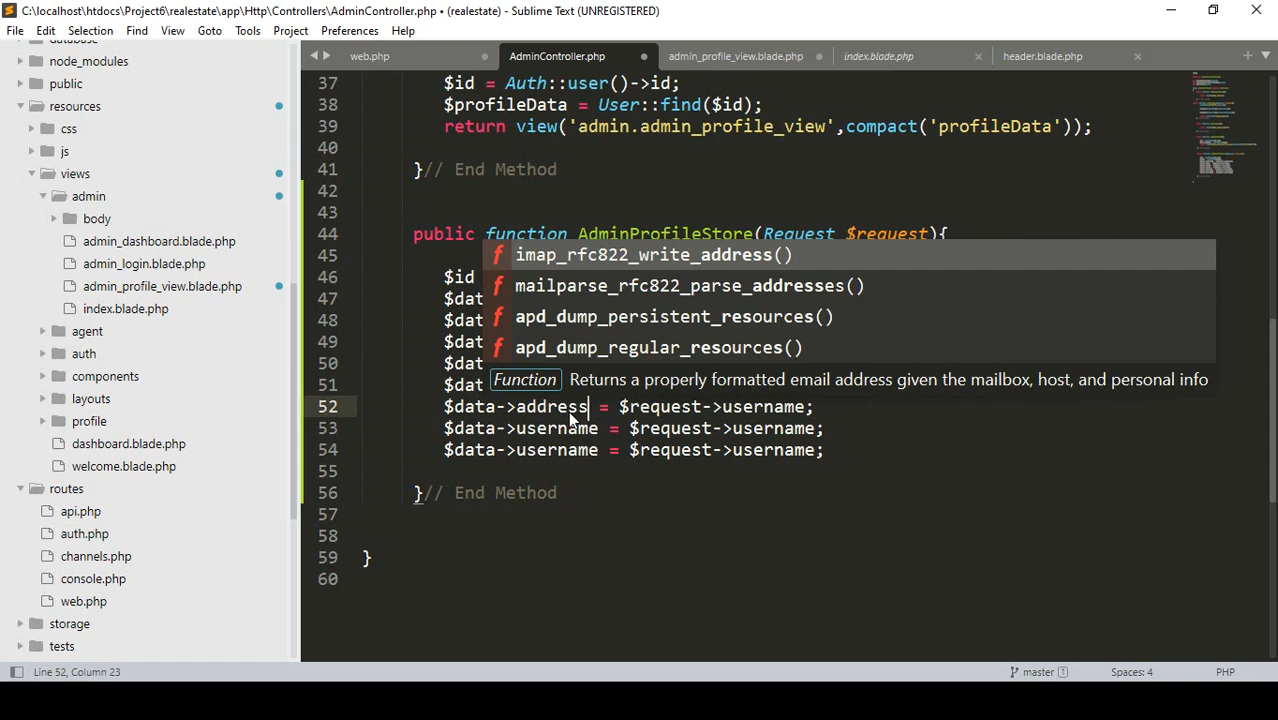 C:\localhost\htdocs\Project6\realestate\app\Http\Controllers\AdminController.php • (realestate) - Sublime Text (UNREGISTERED)
File Edit Selection Find View Goto Tools Project Preferences Help
web.php AdminController.php admin_profile_view.blade.php index.blade.php header.blade.php
node_modules
public
resources
css
js
views
admin
body
admin_dashboard.blade.php
admin_login.blade.php
admin_profile_view.blade.php
index.blade.php
agent
auth
components
layouts
profile
dashboard.blade.php
welcome.blade.php
routes
api.php
auth.php
channels.php
console.php
web.php
storage
tests
37 $id = Auth::user()->id;
38 $profileData = User::find($id);
39 return view('admin.admin_profile_view',compact('profileData'));
40
41 }// End Method
42
43
44 public function AdminProfileStore(Request $request){
45
46 $id
47 $dat
48 $dat
49 $dat
50 $dat
51 $dat
imap_rfc822_write_address()
mailparse_rfc822_parse_addresses()
apd_dump_persistent_resources()
apd_dump_regular_resources()
Function Returns a properly formatted email address given the mailbox, host, and personal info
52 $data->address = $request->username;
53 $data->username = $request->username;
54 $data->username = $request->username;
55
56 }// End Method
57
58
59 }
60
Line 52, Column 23 master 1 Spaces: 4 PHP